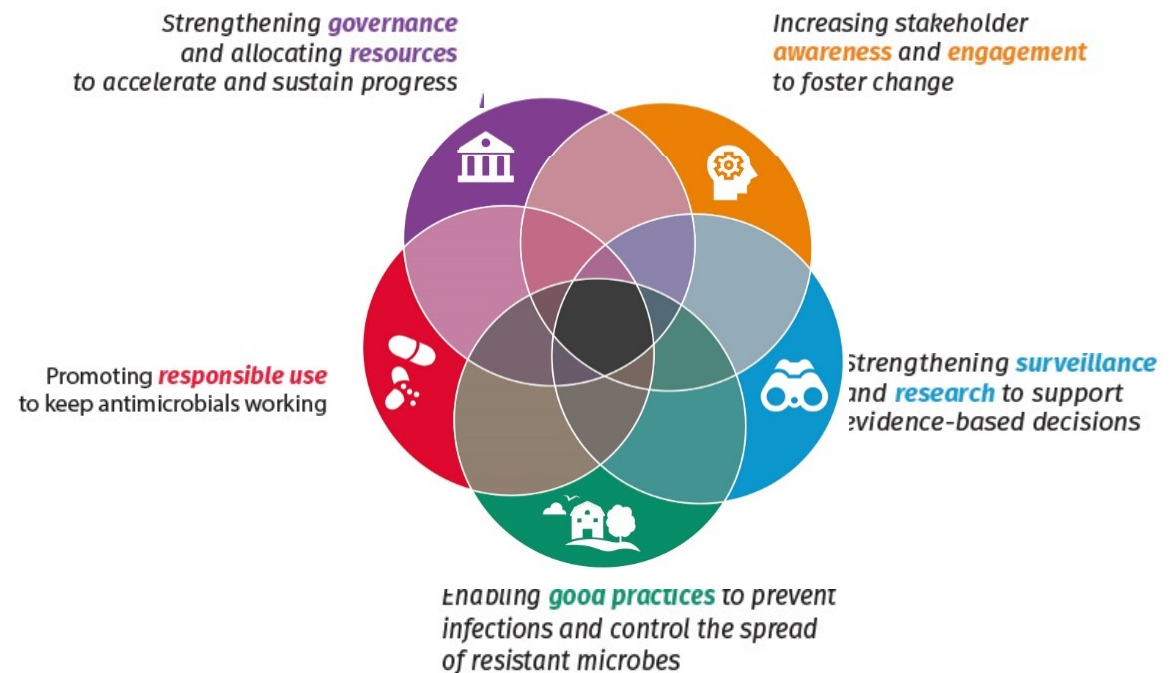 Strengthening governance
and allocating resources
to accelerate and sustain progress
Increasing stakeholder
awareness and engagement
to foster change
Promoting responsible use
to keep antimicrobials working
Strengthening surveillance
and research to support
evidence-based decisions
Enabling good practices to prevent
infections and control the spread
of resistant microbes